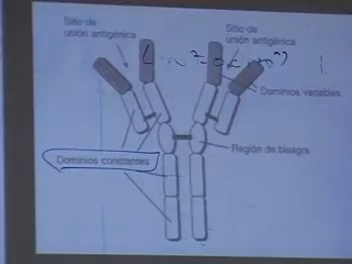 Sitio de
unión antigénica
Sitio de
unión antigénica
Dominios variables
Región de bisagra
Dominios constantes